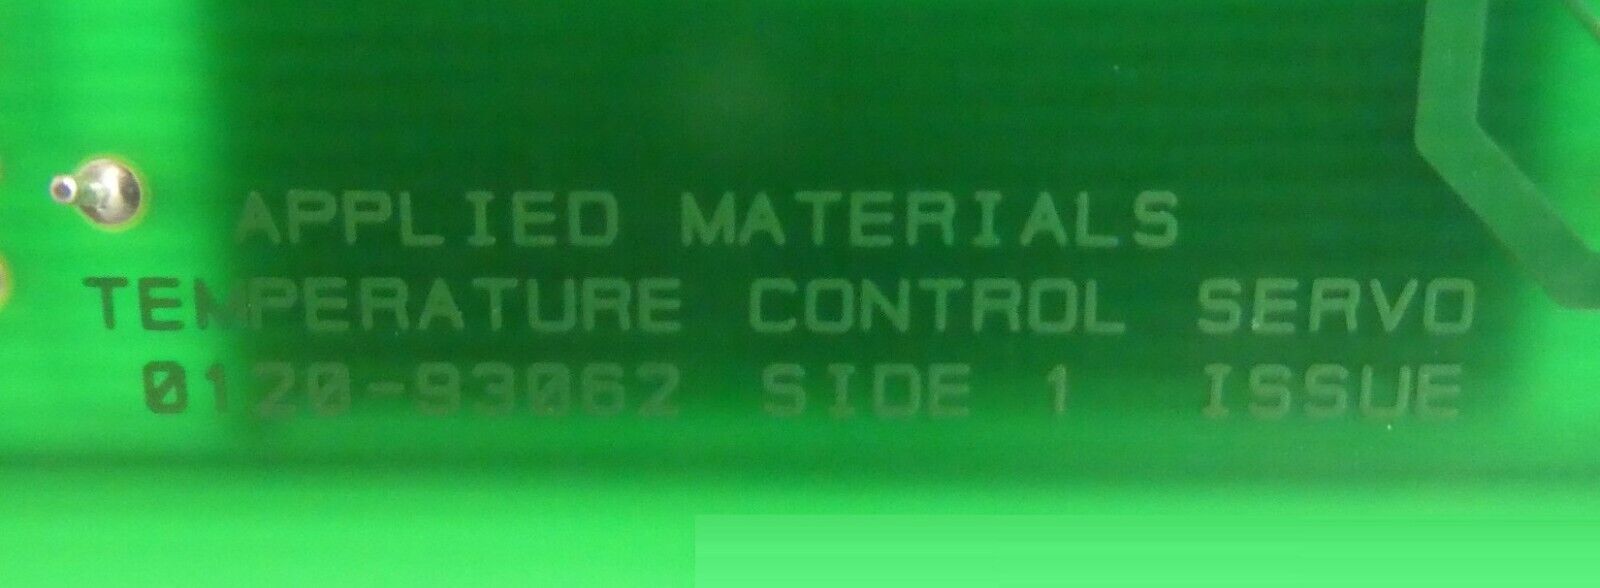 APPLIED MATERIALS
TEMPERATURE CONTROL SERVO
0120-93062 SIDE 1 ISSUE